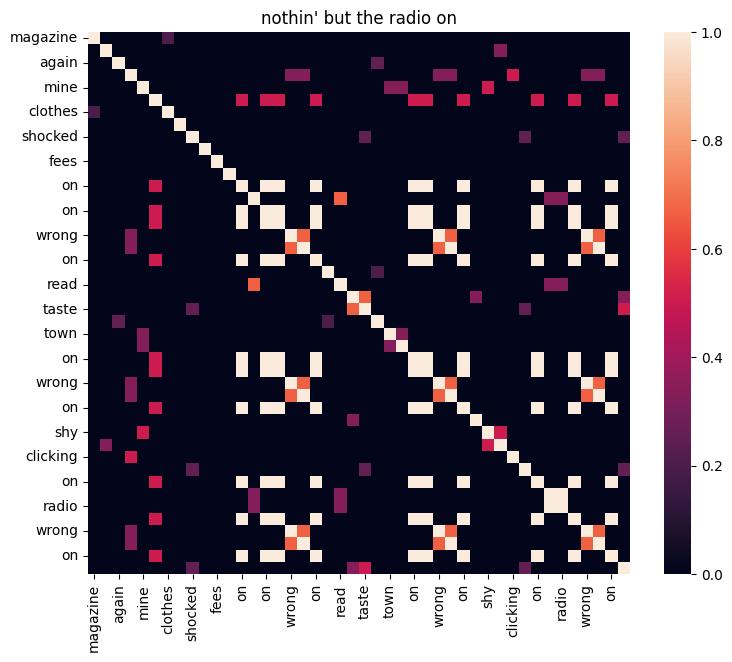 nothin' but the radio on
magazine
again
mine
clothes
shocked
fees
on
on
wrong
on
read
taste
town
on
wrong
on
shy
clicking
on
radio
wrong
on
1.0
0.8
0.6
0.4
0.2
0.0
magazine
again
mine
clothes
shocked
fees
on
on
wrong
on
read
taste
town
on
wrong
on
shy
clicking
on
radio
wrong
on